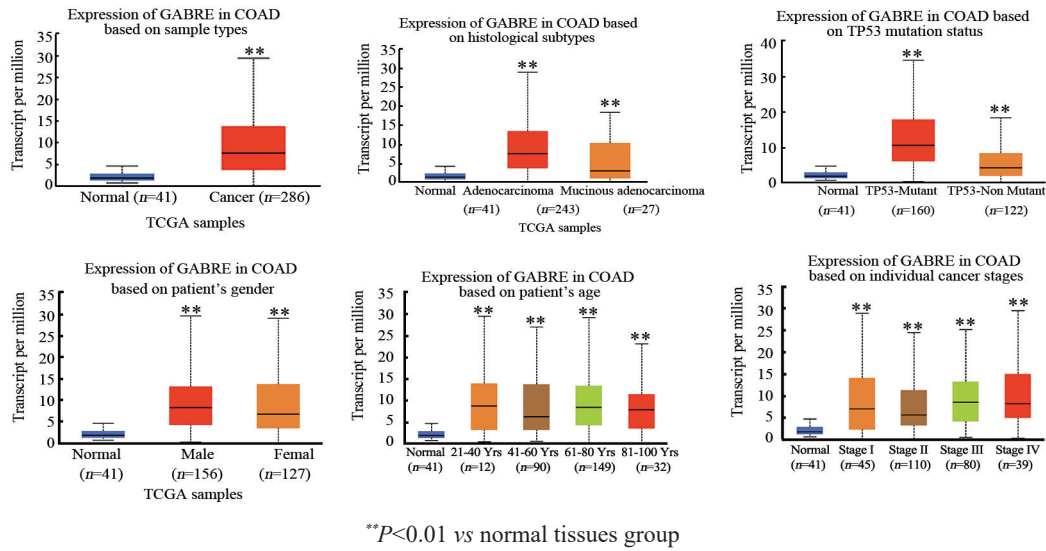 Expression of GABRE in COAD
based on sample types
Transcript per million
35
30
25
20
15
10
5
0
**
Normal (n=41)
Cancer (n=286)
TCGA samples
Expression of GABRE in COAD based
on histological subtypes
Transcript per million
35
30
25
20
15
10
5
0
**
**
Normal Adenocarcinoma Mucinous adenocarcinoma
(n=41) (n=243) (n=27)
TCGA samples
Expression of GABRE in COAD based
on TP53 mutation status
Transcript per million
40
30
20
10
0
**
**
Normal TP53-Mutant TP53-Non Mutant
(n=41) (n=160) (n=122)
Expression of GABRE in COAD
based on patient's gender
Transcript per million
35
30
25
20
15
10
5
0
**
**
Normal Male Femal
(n=41) (n=156) (n=127)
TCGA samples
Expression of GABRE in COAD
based on patient's age
Transcript per million
35
30
25
20
15
10
5
0
**
**
**
**
Normal 21-40 Yrs 41-60 Yrs 61-80 Yrs 81-100 Yrs
(n=41) (n=12) (n=90) (n=149) (n=32)
Expression of GABRE in COAD
based on individual cancer stages
Transcript per million
35
30
25
20
15
10
5
0
**
**
**
**
Normal Stage I Stage II Stage III Stage IV
(n=41) (n=45) (n=110) (n=80) (n=39)
**P<0.01 vs normal tissues group